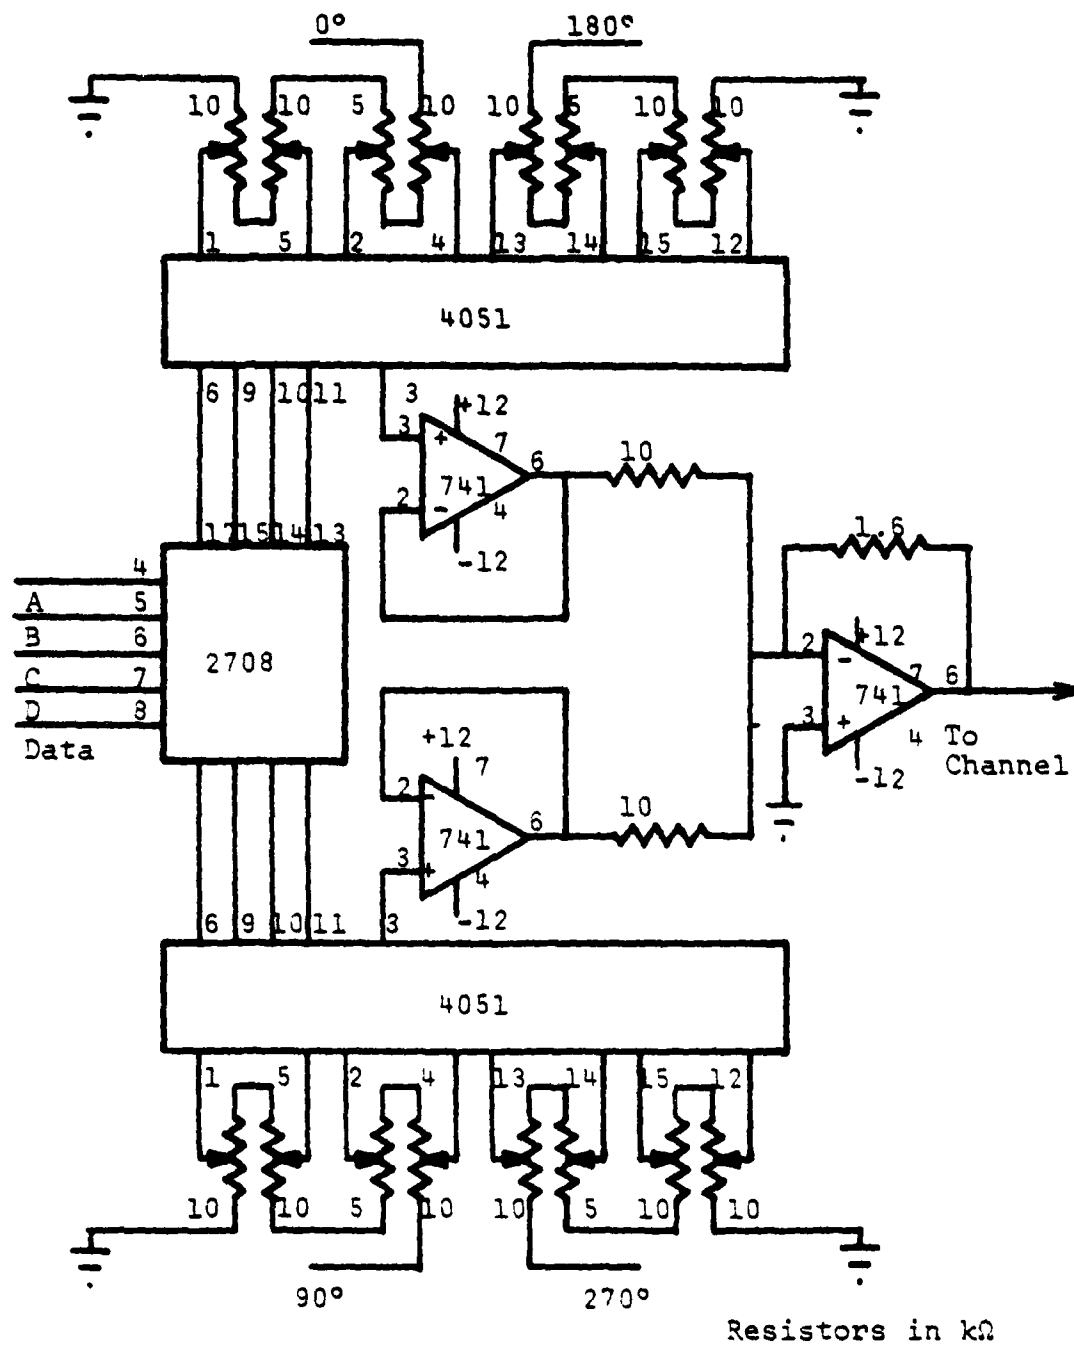 0° 180°
10 10 5 10 10 5 10 10
1 5 2 4 13 14 15 12
4051
6 9 10 11 3
+12
3 + 7
6 10
741
2 - 4
-12
17 15 14 13
1.6
4
A 5
B 6
C 7
D 8
Data
2708
+12
2 -
7 6
741
3 +
4 To
Channel
-12
+12
7
2 -
10
6
741
3 +
4
-12
6 9 10 11 3
4051
1 5 2 4 13 14 15 12
10 10 5 10 10 5 10 10
90° 270°
Resistors in kΩ